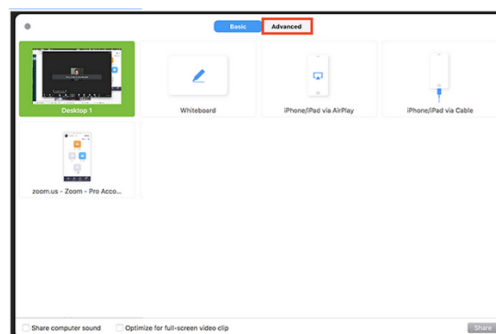 Basic Advanced
Desktop 1 Whiteboard iPhone/iPad via AirPlay iPhone/iPad via Cable
zoom.us - Zoom - Pro Acco...
Share computer sound Optimize for full-screen video clip Share